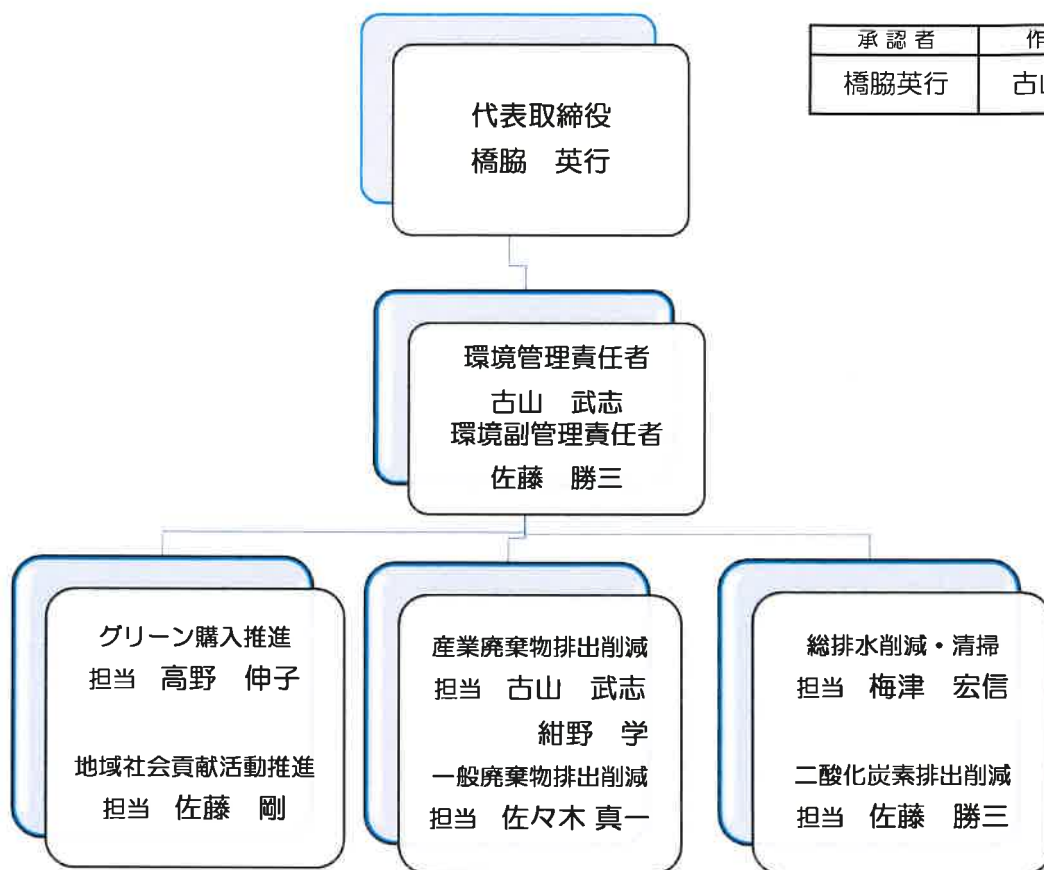 承認者 作
橋脇英行 古山
代表取締役
橋脇 英行
環境管理責任者
古山 武志
環境副管理責任者
佐藤 勝三
グリーン購入推進
担当 高野 伸子
地域社会貢献活動推進
担当 佐藤 剛
産業廃棄物排出削減
担当 古山 武志
紺野 学
一般廃棄物排出削減
担当 佐々木 真一
総排水削減・清掃
担当 梅津 宏信
二酸化炭素排出削減
担当 佐藤 勝三